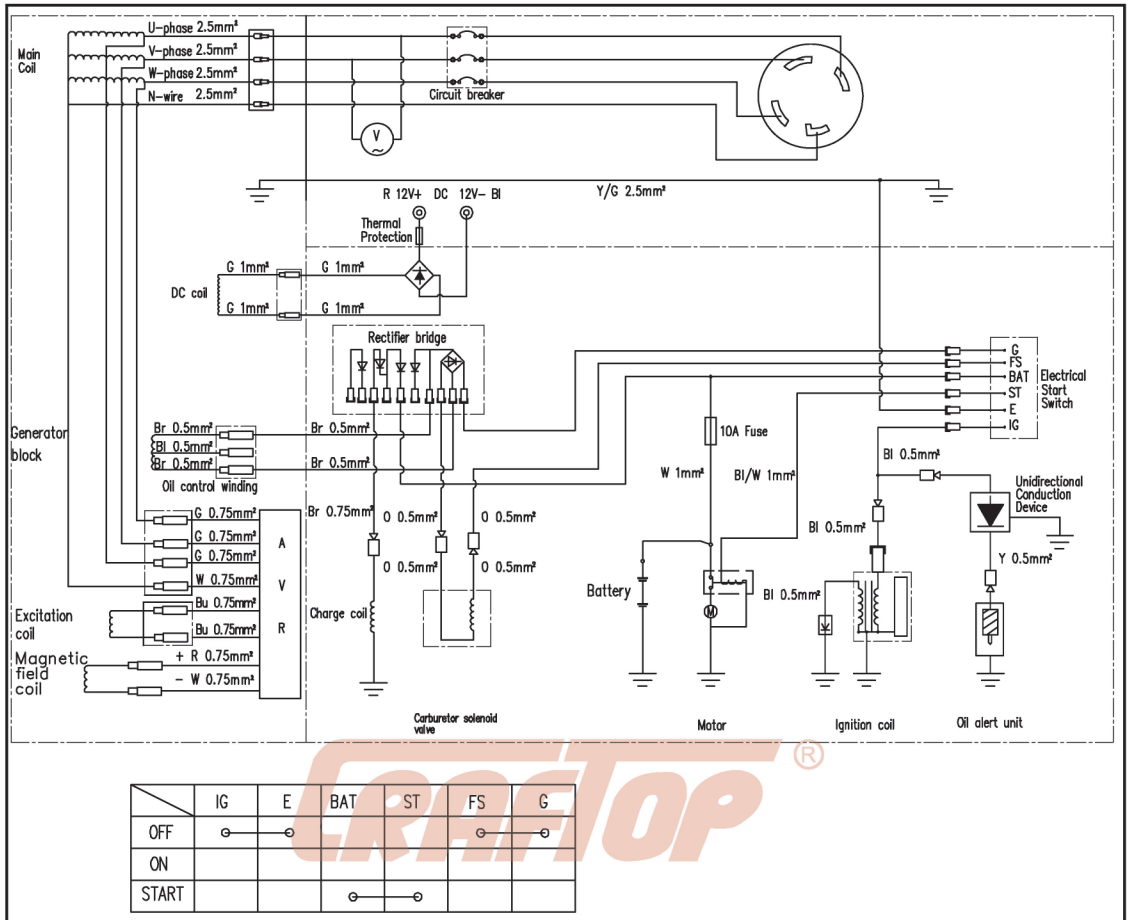 U-phase 2.5mm²
Main
Coil
V-phase 2.5mm²
W-phase 2.5mm²
N-wire 2.5mm²
Circuit breaker
V
~
Y/G 2.5mm²
R 12V+ DC 12V- Bl
Thermal
Protection
G 1mm² G 1mm²
DC coil
G 1mm² G 1mm²
Rectifier bridge
G
FS
BAT
ST
E
IG
Electrical
Start
Switch
Generator
block
Br 0.5mm² Br 0.5mm²
Bl 0.5mm²
Br 0.5mm² Br 0.5mm²
Oil control winding
10A Fuse
W 1mm²
Bl/W 1mm²
Bl 0.5mm²
Unidirectional
Conduction
Device
G 0.75mm²
G 0.75mm²
G 0.75mm²
W 0.75mm²
A
V
R
Br 0.75mm²
O 0.5mm² O 0.5mm²
O 0.5mm² O 0.5mm²
Bl 0.5mm²
Y 0.5mm²
Battery
M
Bl 0.5mm²
Excitation
coil
Bu 0.75mm²
Bu 0.75mm²
Charge coil
Magnetic
field
coil
+ R 0.75mm²
- W 0.75mm²
Carburetor solenoid
valve
Motor
Ignition coil
Oil alert unit
CRAFTOP ®
IG E BAT ST FS G
OFF
ON
START